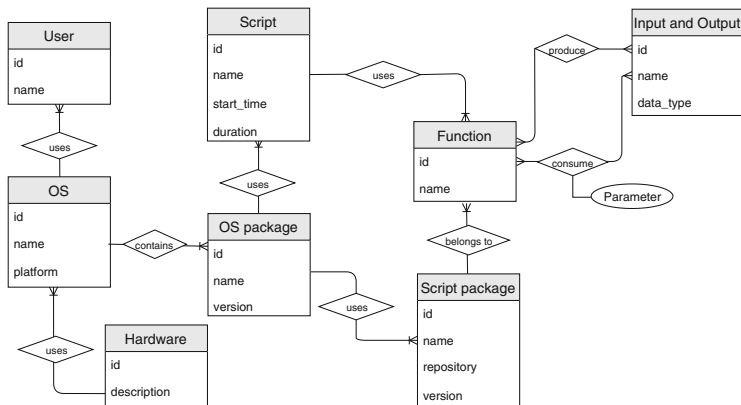 User
id
name
uses
OS
id
name
platform
contains
uses
Hardware
id
description
Script
id
name
start_time
duration
uses
uses
OS package
id
name
version
uses
Function
id
name
belongs to
Script package
id
name
repository
version
produce
consume
Parameter
Input and Output
id
name
data_type